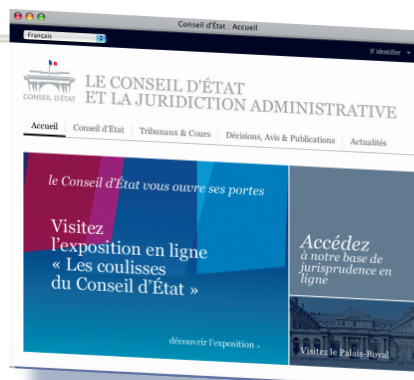 Conseil d'État : Accueil
Français
S'identifier
CONSEIL D'ÉTAT
LE CONSEIL D'ÉTAT
ET LA JURIDICTION ADMINISTRATIVE
Accueil Conseil d'État Tribunaux & Cours Décisions, Avis & Publications Actualités
le Conseil d'État vous ouvre ses portes
Visitez
l'exposition en ligne
« Les coulisses
du Conseil d'État »
découvrir l'exposition ›
Accédez
à notre base de
jurisprudence en
ligne
Visitez le Palais-Royal